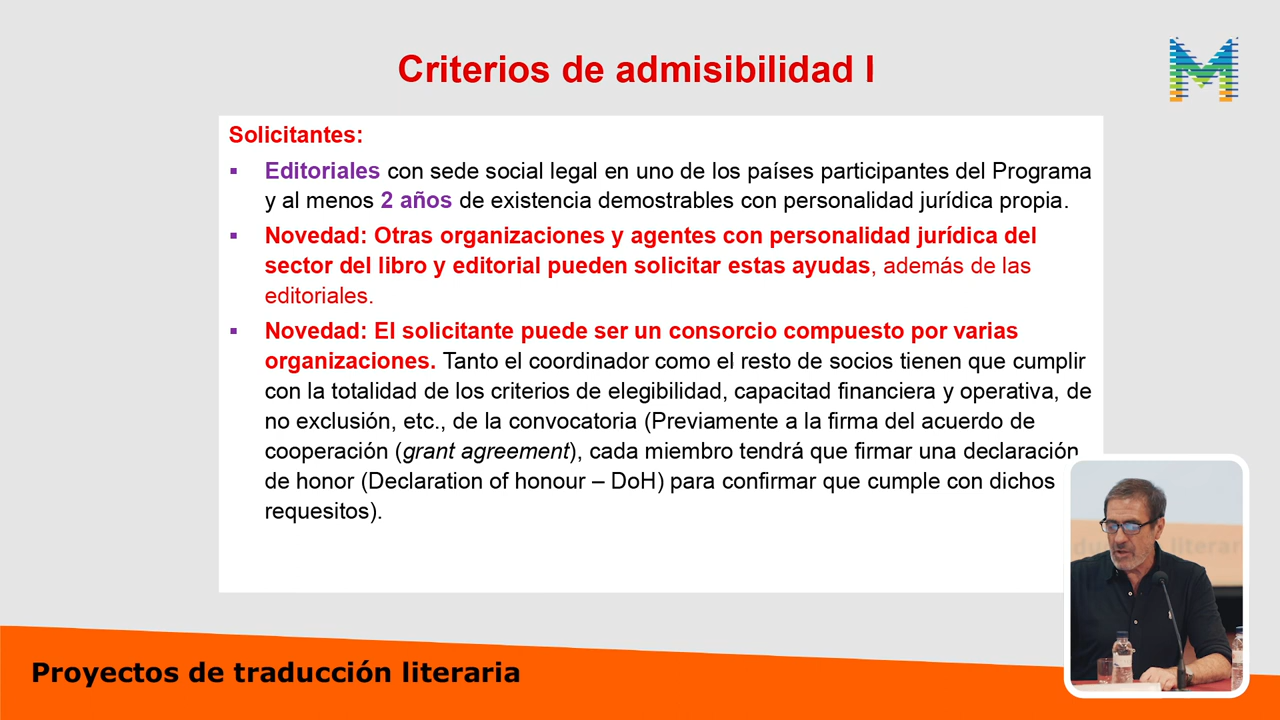 Criterios de admisibilidad I
Solicitantes:
▪ Editoriales con sede social legal en uno de los países participantes del Programa
y al menos 2 años de existencia demostrables con personalidad jurídica propia.
▪ Novedad: Otras organizaciones y agentes con personalidad jurídica del
sector del libro y editorial pueden solicitar estas ayudas, además de las
editoriales.
▪ Novedad: El solicitante puede ser un consorcio compuesto por varias
organizaciones. Tanto el coordinador como el resto de socios tienen que cumplir
con la totalidad de los criterios de elegibilidad, capacitad financiera y operativa, de
no exclusión, etc., de la convocatoria (Previamente a la firma del acuerdo de
cooperación (grant agreement), cada miembro tendrá que firmar una declaración
de honor (Declaration of honour – DoH) para confirmar que cumple con dichos
requesitos).
Proyectos de traducción literaria